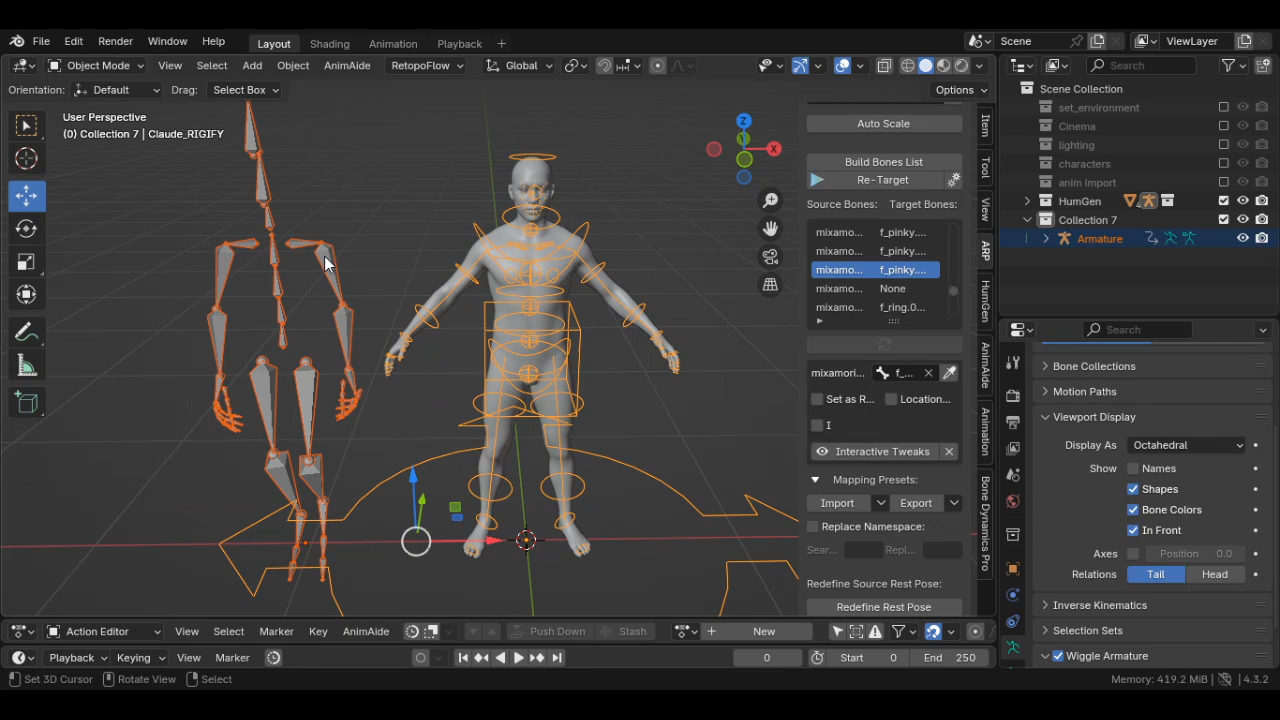 File Edit Render Window Help Layout Shading Animation Playback + Scene ViewLayer
Object Mode View Select Add Object AnimAide RetopoFlow Global Search
Orientation: Default Drag: Select Box Options
User Perspective
(0) Collection 7 | Claude_RIGIFY
Z
X
Auto Scale
Build Bones List
Re-Target
Source Bones: Target Bones:
mixamo... f_pinky....
mixamo... f_pinky....
mixamo... f_pinky....
mixamo... None
mixamo... f_ring.0...
mixamori... f_...
Set as R... Location...
I
Interactive Tweaks
Mapping Presets:
Import Export
Replace Namespace:
Sear... Repl...
Redefine Source Rest Pose:
Redefine Rest Pose
Item
Tool
View
ARP
HumGen
AnimAide
Animation
Bone Dynamics Pro
Scene Collection
set_environment
Cinema
lighting
characters
anim import
HumGen
Collection 7
Armature
Search
Bone Collections
Motion Paths
Viewport Display
Display As Octahedral
Show Names
Shapes
Bone Colors
In Front
Axes Position 0.0
Relations Tail Head
Inverse Kinematics
Selection Sets
Wiggle Armature
Action Editor View Select Marker Key AnimAide Push Down Stash New
Playback Keying View Marker 0 Start 0 End 250
Set 3D Cursor Rotate View Select Memory: 419.2 MiB | 4.3.2